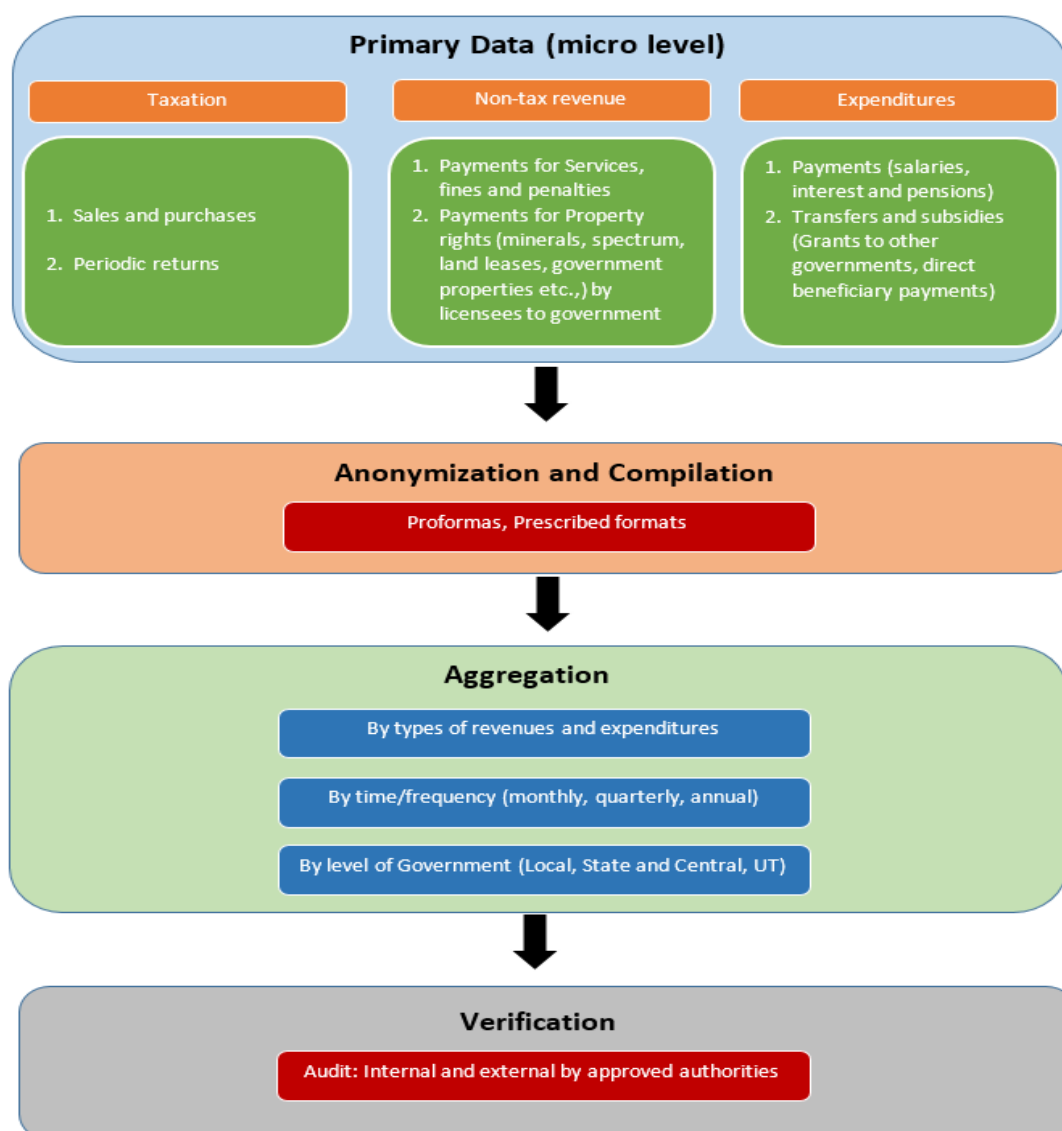 Primary Data (micro level)
Taxation
1. Sales and purchases
2. Periodic returns
Non-tax revenue
1. Payments for Services,
fines and penalties
2. Payments for Property
rights (minerals, spectrum,
land leases, government
properties etc.,) by
licensees to government
Expenditures
1. Payments (salaries,
interest and pensions)
2. Transfers and subsidies
(Grants to other
governments, direct
beneficiary payments)
Anonymization and Compilation
Proformas, Prescribed formats
Aggregation
By types of revenues and expenditures
By time/frequency (monthly, quarterly, annual)
By level of Government (Local, State and Central, UT)
Verification
Audit: Internal and external by approved authorities